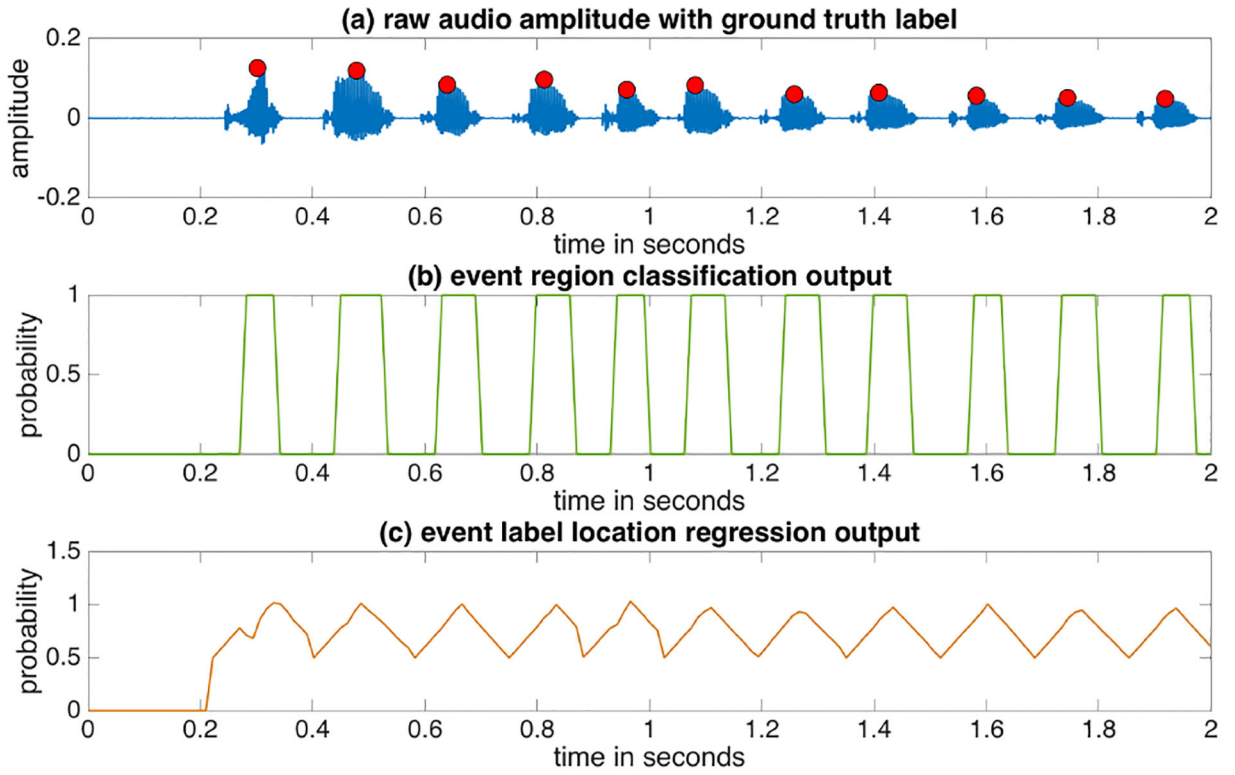 (a) raw audio amplitude with ground truth label
0.2
0
-0.2
amplitude
0 0.2 0.4 0.6 0.8 1 1.2 1.4 1.6 1.8 2
time in seconds
(b) event region classification output
1
0.5
0
probability
0 0.2 0.4 0.6 0.8 1 1.2 1.4 1.6 1.8 2
time in seconds
(c) event label location regression output
1.5
1
0.5
0
probability
0 0.2 0.4 0.6 0.8 1 1.2 1.4 1.6 1.8 2
time in seconds